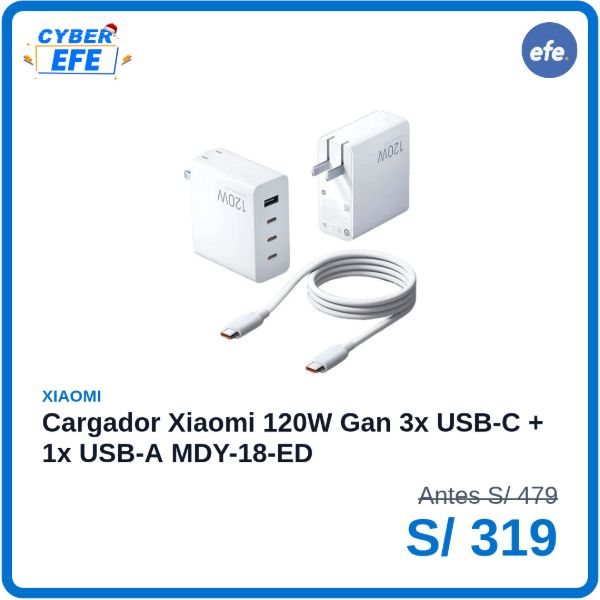 CYBER
EFE
efe.
120W
120W
XIAOMI
Cargador Xiaomi 120W Gan 3x USB-C +
1x USB-A MDY-18-ED
Antes S/ 479
S/ 319